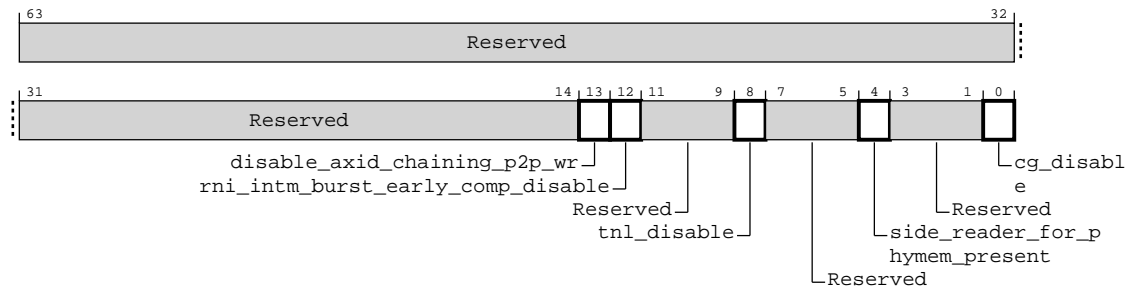 63 32
Reserved
31 14 13 12 11 9 8 7 5 4 3 1 0
Reserved
disable_axid_chaining_p2p_wr cg_disabl
rni_intm_burst_early_comp_disable e
Reserved Reserved
tnl_disable side_reader_for_p
hymem_present
Reserved